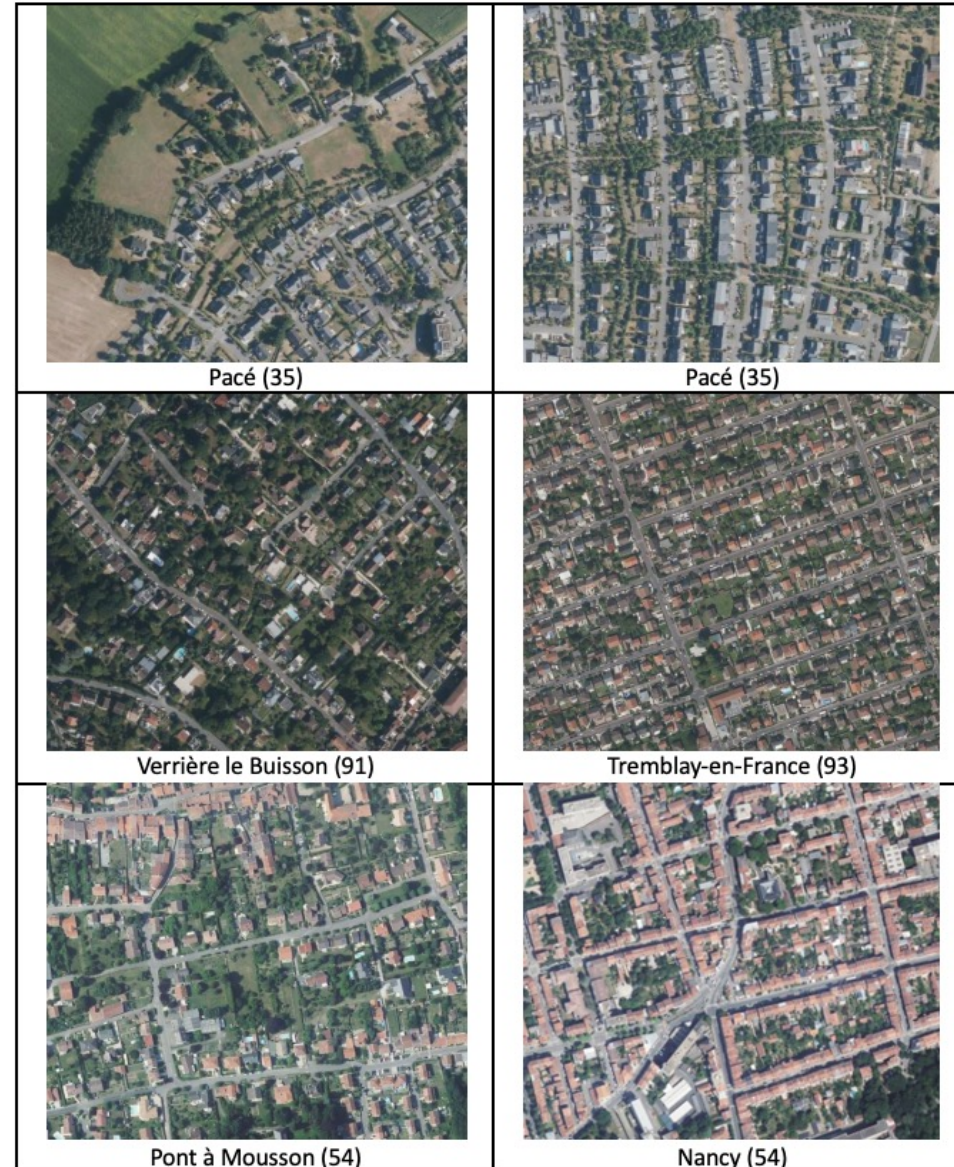 Pacé (35)
Pacé (35)
Verrière le Buisson (91)
Tremblay-en-France (93)
Pont à Mousson (54)
Nancy (54)